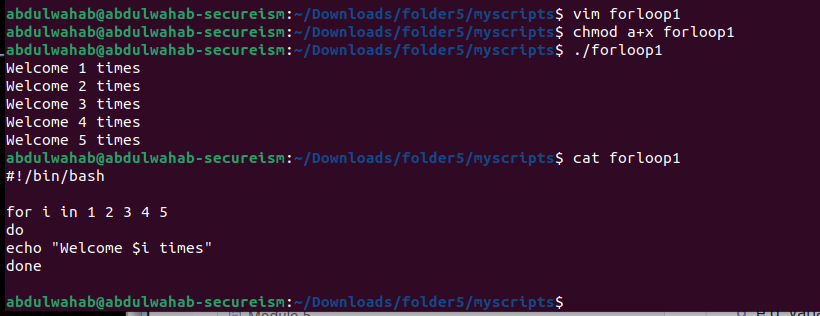 abdulwahab@abdulwahab-secureism:~/Downloads/folder5/myscripts$ vim forloop1
abdulwahab@abdulwahab-secureism:~/Downloads/folder5/myscripts$ chmod a+x forloop1
abdulwahab@abdulwahab-secureism:~/Downloads/folder5/myscripts$ ./forloop1
Welcome 1 times
Welcome 2 times
Welcome 3 times
Welcome 4 times
Welcome 5 times
abdulwahab@abdulwahab-secureism:~/Downloads/folder5/myscripts$ cat forloop1
#!/bin/bash

for i in 1 2 3 4 5
do
echo "Welcome $i times"
done

abdulwahab@abdulwahab-secureism:~/Downloads/folder5/myscripts$